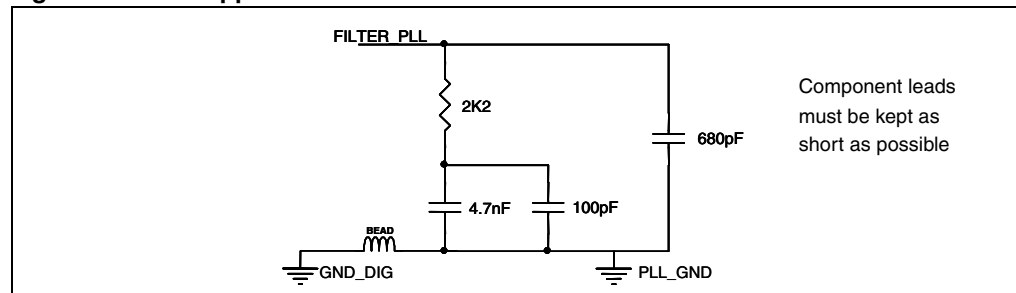 FILTER_PLL
2K2
Component leads
must be kept as
short as possible
680pF
4.7nF
100pF
BEAD
GND_DIG
PLL_GND